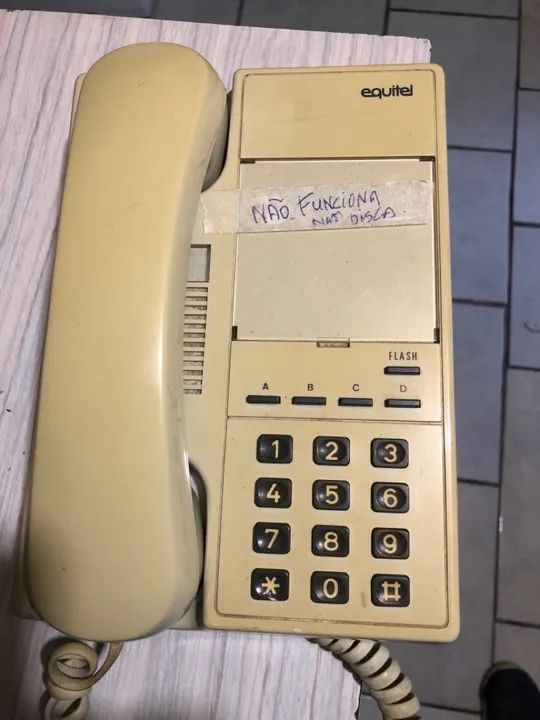 equitel
NÃO FUNCIONA
NÃO DISCA.
FLASH
A B C D
1 2 3
4 5 6
7 8 9
* 0 #